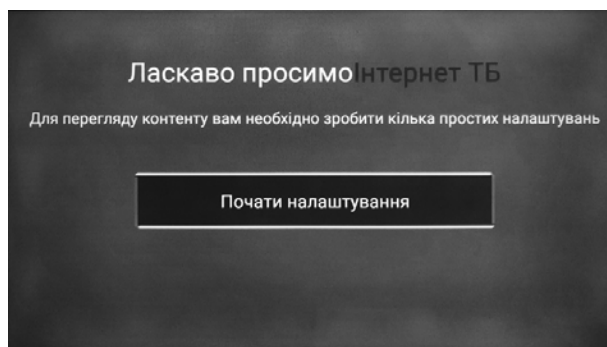 Ласкаво просимо Інтернет ТБ
Для перегляду контенту вам необхідно зробити кілька простих налаштувань
Почати налаштування